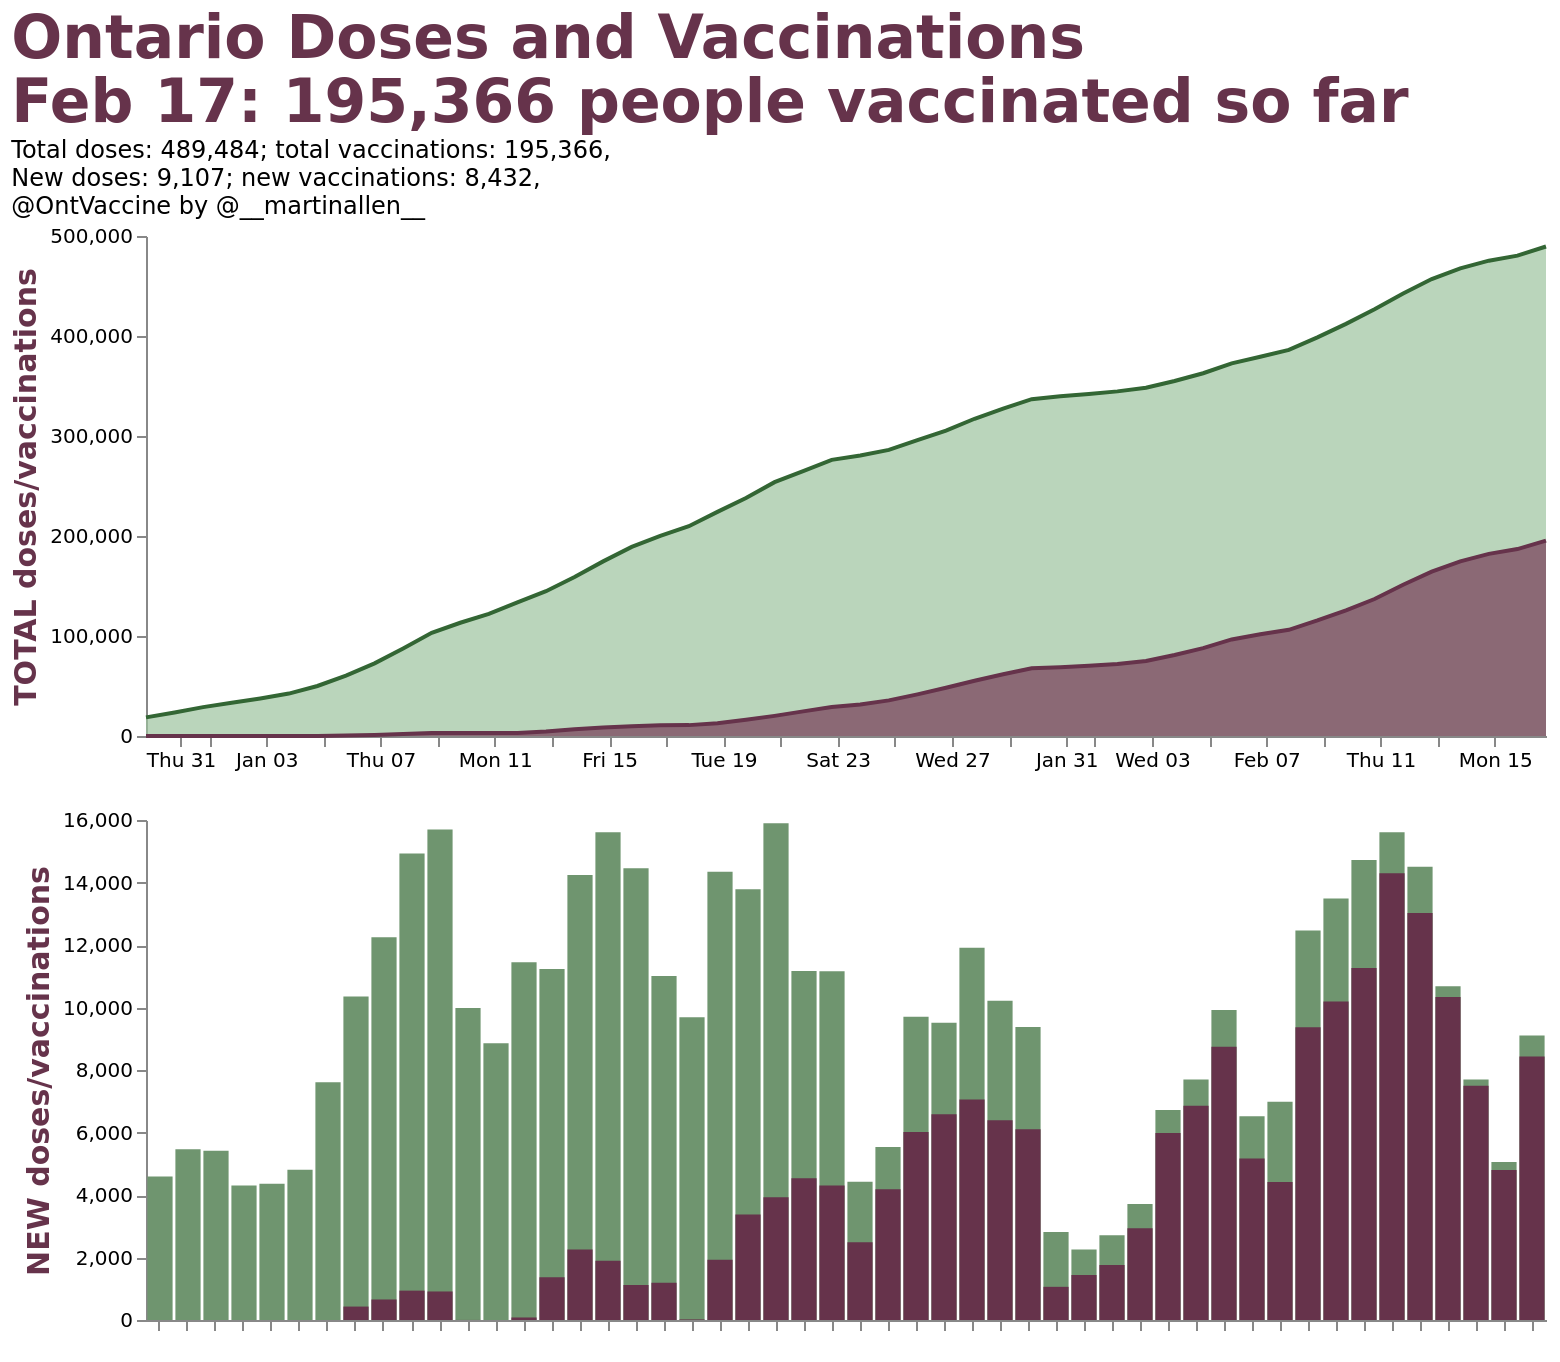 Ontario Doses and Vaccinations
Feb 17: 195,366 people vaccinated so far
Total doses: 489,484; total vaccinations: 195,366,
New doses: 9,107; new vaccinations: 8,432,
@OntVaccine by @__martinallen__
TOTAL doses/vaccinations
500,000
400,000
300,000
200,000
100,000
0
Thu 31 Jan 03 Thu 07 Mon 11 Fri 15 Tue 19 Sat 23 Wed 27 Jan 31 Wed 03 Feb 07 Thu 11 Mon 15
NEW doses/vaccinations
16,000
14,000
12,000
10,000
8,000
6,000
4,000
2,000
0